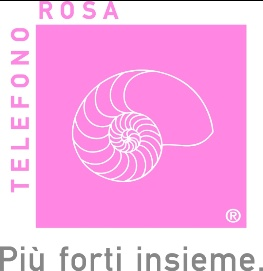 TELEFONO
ROSA
®
Più forti insieme.